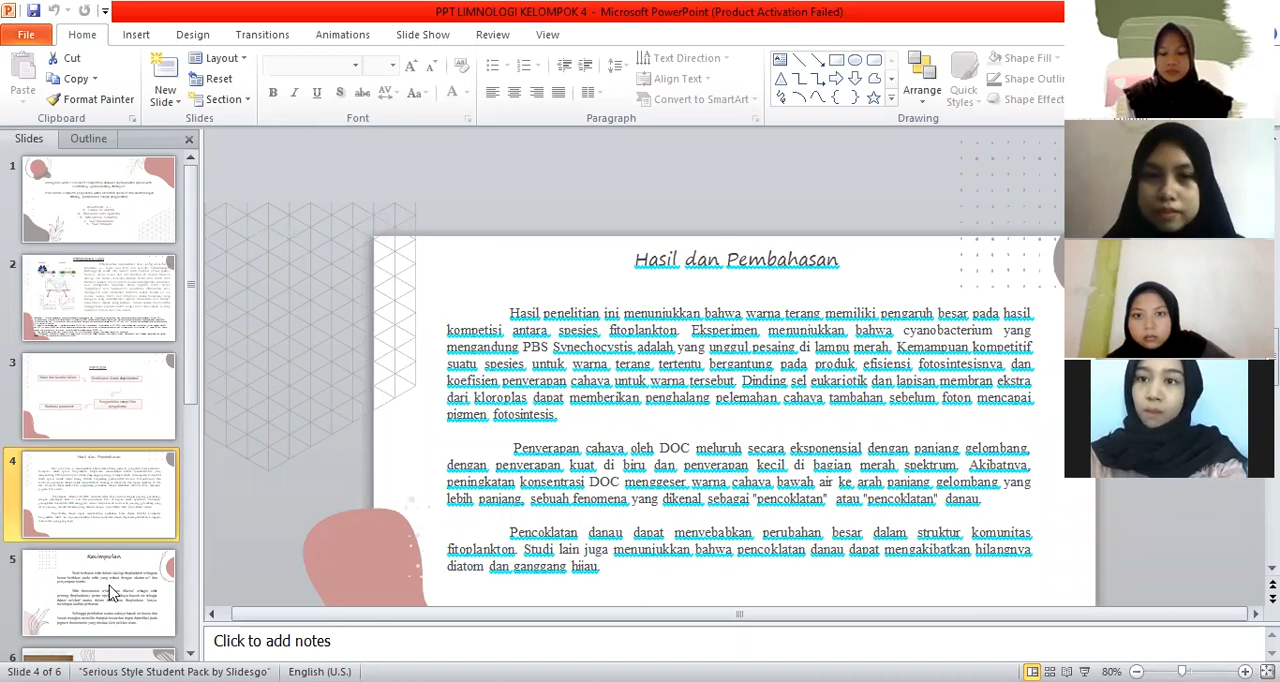 PPT LIMNOLOGI KELOMPOK 4 - Microsoft PowerPoint (Product Activation Failed)
File Home Insert Design Transitions Animations Slide Show Review View
Paste
Cut
Copy
Format Painter
Clipboard
New Slide
Layout
Reset
Section
Slides
B I U S abc AV Aa A
Font
Text Direction
Align Text
Convert to SmartArt
Paragraph
Arrange
Quick Styles
Drawing
Shape Fill
Shape Outlin
Shape Effect
Slides Outline
1
2
3
4
5
Kesimpulan
6
Hasil dan Pembahasan
Hasil penelitian ini menunjukkan bahwa warna terang memiliki pengaruh besar pada hasil
kompetisi antara spesies fitoplankton. Eksperimen menunjukkan bahwa cyanobacterium yang
mengandung PBS Synechocystis adalah yang unggul pesaing di lampu merah. Kemampuan kompetitif
suatu spesies untuk warna terang tertentu bergantung pada produk efisiensi fotosintesisnya dan
koefisien penyerapan cahaya untuk warna tersebut. Dinding sel eukariotik dan lapisan membran ekstra
dari kloroplas dapat memberikan penghalang pelemahan cahaya tambahan sebelum foton mencapai
pigmen fotosintesis.
Penyerapan cahaya oleh DOC meluruh secara eksponensial dengan panjang gelombang,
dengan penyerapan kuat di biru dan penyerapan kecil di bagian merah spektrum. Akibatnya,
peningkatan konsentrasi DOC menggeser warna cahaya bawah air ke arah panjang gelombang yang
lebih panjang, sebuah fenomena yang dikenal sebagai "pencoklatan" atau "pencoklatan" danau.
Pencoklatan danau dapat menyebabkan perubahan besar dalam struktur komunitas
fitoplankton. Studi lain juga menunjukkan bahwa pencoklatan danau dapat mengakibatkan hilangnya
diatom dan ganggang hijau.
Click to add notes
Slide 4 of 6 "Serious Style Student Pack by Slidesgo" English (U.S.) 80%